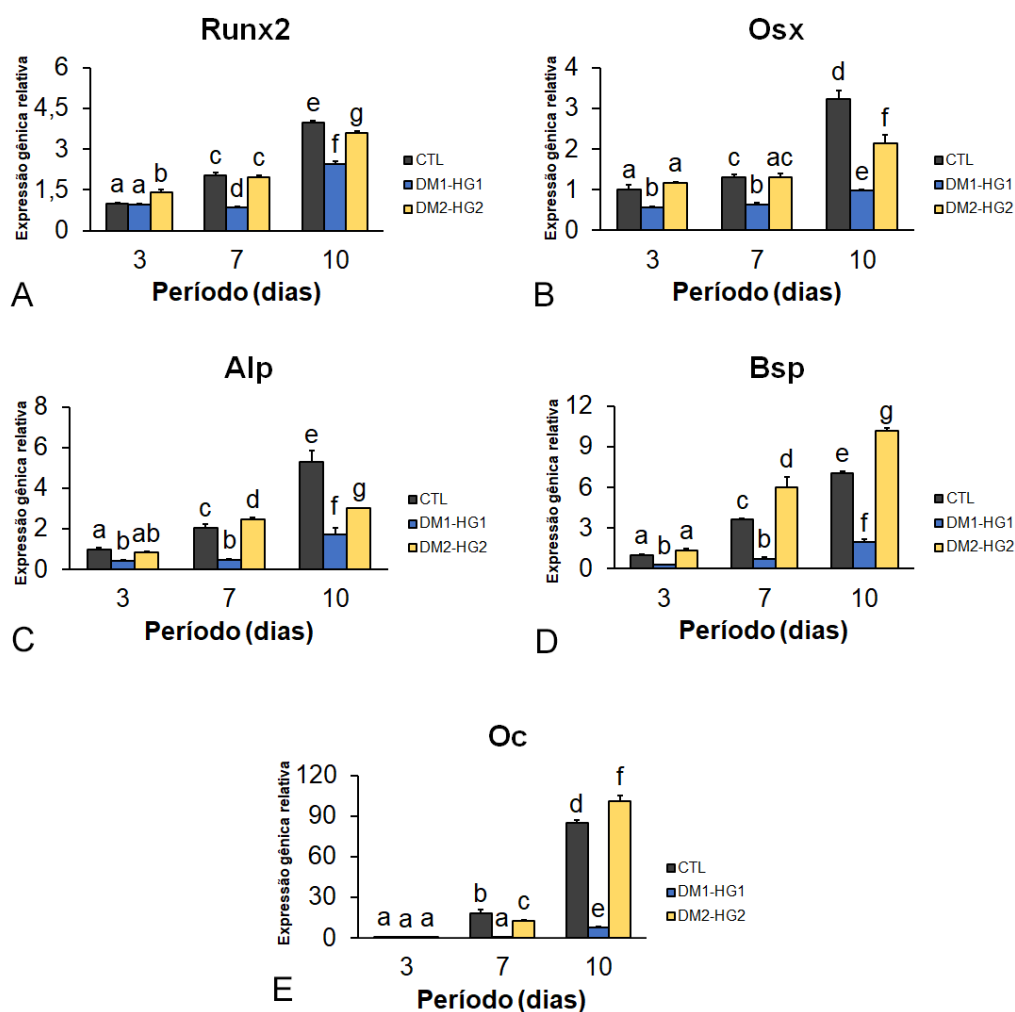 Runx2
Expressão gênica relativa
6
4,5
3
1,5
0
a a b
c d c
e f g
3 7 10
Período (dias)
CTL
DM1-HG1
DM2-HG2
A
Osx
Expressão gênica relativa
4
3
2
1
0
a b a
c b ac
d e f
3 7 10
Período (dias)
CTL
DM1-HG1
DM2-HG2
B
Alp
Expressão gênica relativa
8
6
4
2
0
a b ab
c b d
e f g
3 7 10
Período (dias)
CTL
DM1-HG1
DM2-HG2
C
Bsp
Expressão gênica relativa
12
9
6
3
0
a b a
c b d
e f g
3 7 10
Período (dias)
CTL
DM1-HG1
DM2-HG2
D
Oc
Expressão gênica relativa
120
90
60
30
0
a a a
b a c
d e f
3 7 10
Período (dias)
CTL
DM1-HG1
DM2-HG2
E